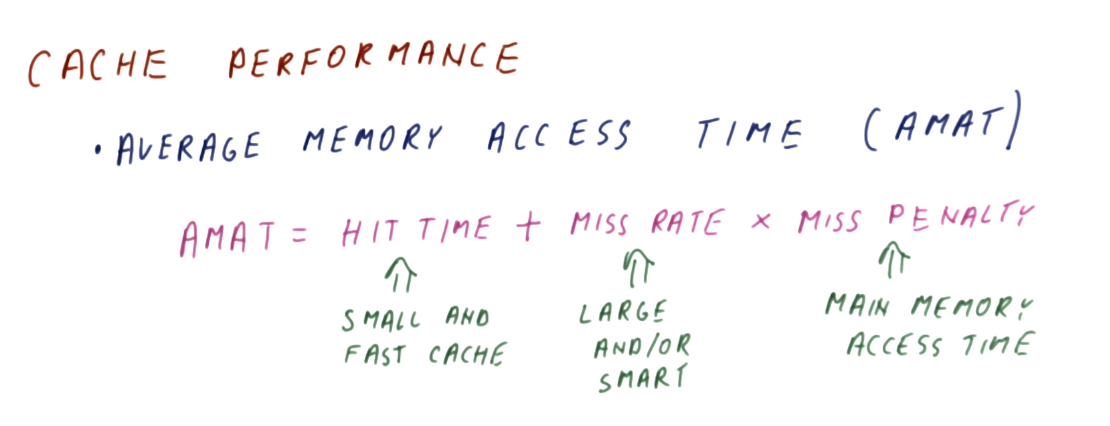 CACHE PERFORMANCE
• AVERAGE MEMORY ACCESS TIME (AMAT)
AMAT = HIT TIME + MISS RATE × MISS PENALTY
SMALL AND
FAST CACHE
LARGE
AND/OR
SMART
MAIN MEMORY
ACCESS TIME